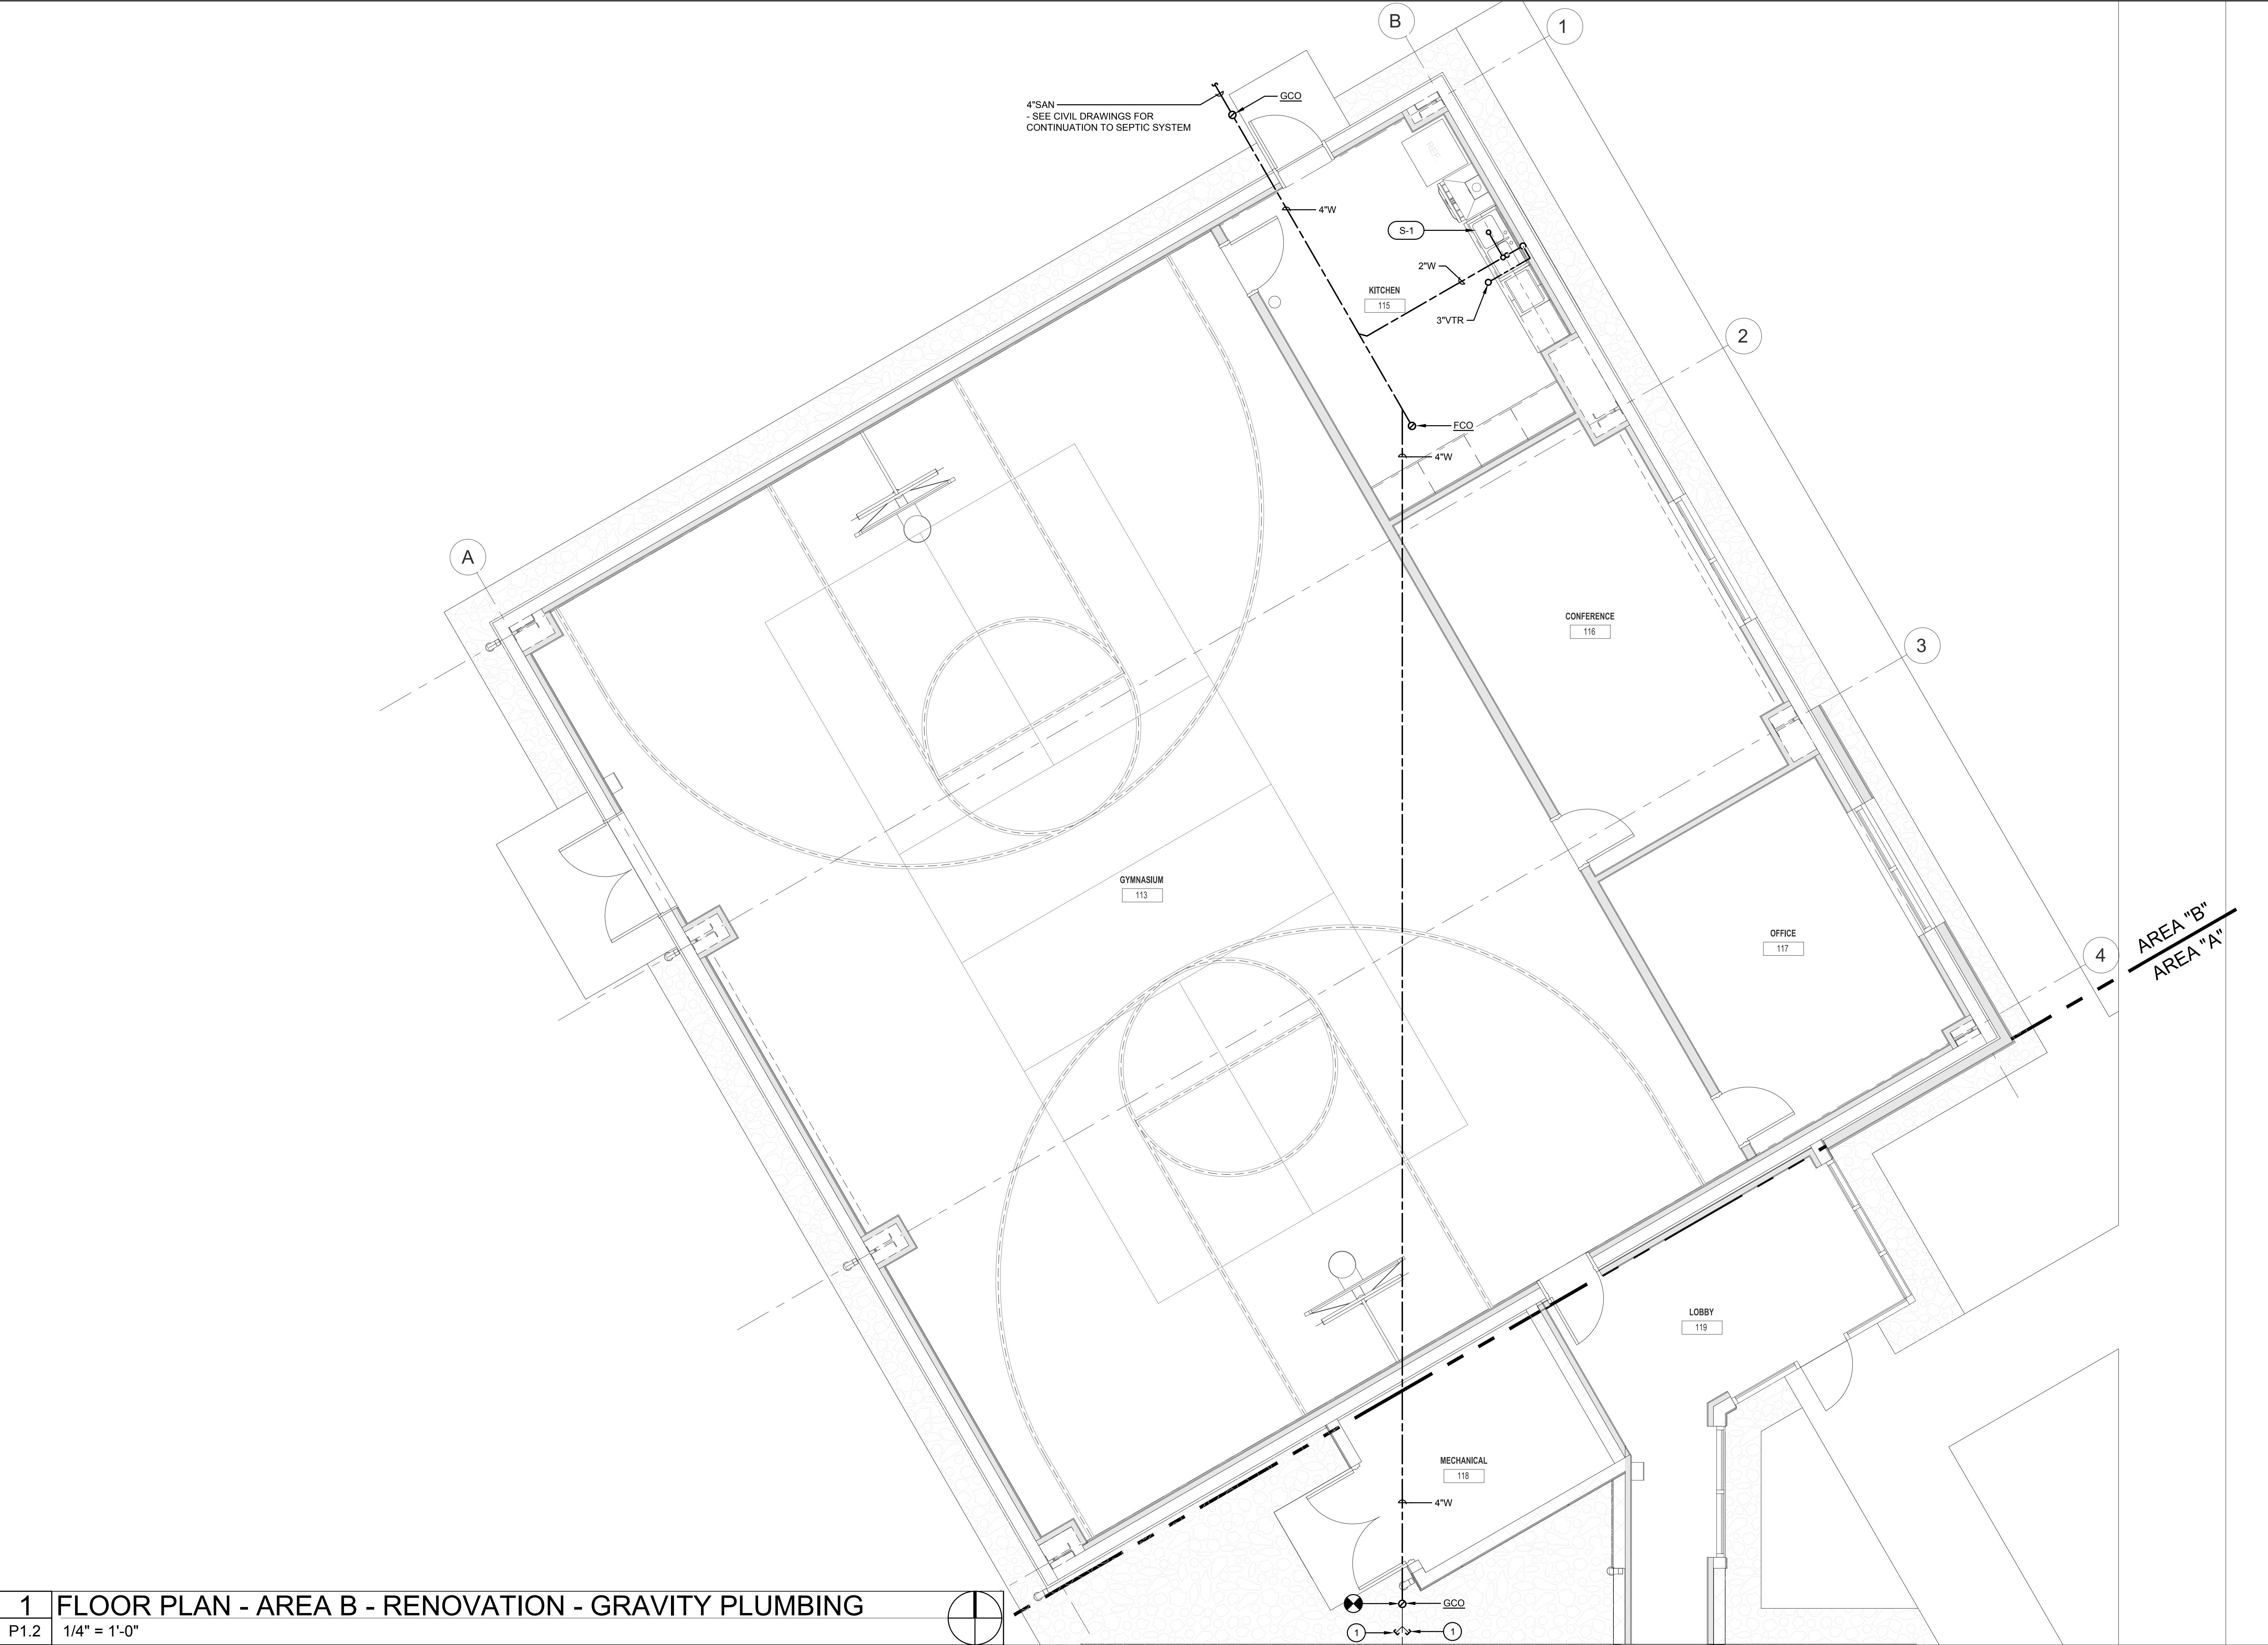 B
1
4"SAN
- SEE CIVIL DRAWINGS FOR
CONTINUATION TO SEPTIC SYSTEM
GCO
REF.
4"W
S-1
2"W
KITCHEN
115
3"VTR
2
FCO
4"W
A
CONFERENCE
116
3
GYMNASIUM
113
OFFICE
117
AREA "B"
AREA "A"
4
LOBBY
119
MECHANICAL
118
4"W
GCO
1
1
1
FLOOR PLAN - AREA B - RENOVATION - GRAVITY PLUMBING
P1.2
1/4" = 1'-0"